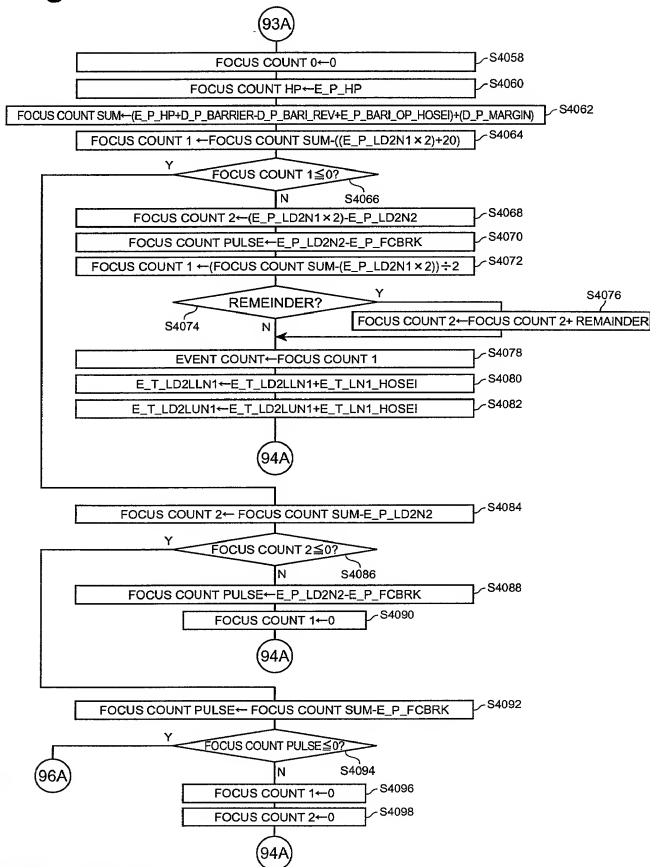 93A
FOCUS COUNT 0←0 S4058
FOCUS COUNT HP←E_P_HP S4060
FOCUS COUNT SUM←(E_P_HP+D_P_BARRIER-D_P_BARI_REV+E_P_BARI_OP_HOSEI)+(D_P_MARGIN) S4062
FOCUS COUNT 1 ←FOCUS COUNT SUM-((E_P_LD2N1×2)+20) S4064
Y FOCUS COUNT 1≦0? S4066
N
FOCUS COUNT 2←(E_P_LD2N1×2)-E_P_LD2N2 S4068
FOCUS COUNT PULSE←E_P_LD2N2-E_P_FCBRK S4070
FOCUS COUNT 1 ←(FOCUS COUNT SUM-(E_P_LD2N1×2))÷2 S4072
REMEINDER? Y S4076
S4074 N FOCUS COUNT 2←FOCUS COUNT 2+ REMAINDER
EVENT COUNT←FOCUS COUNT 1 S4078
E_T_LD2LLN1←E_T_LD2LLN1+E_T_LN1_HOSEI S4080
E_T_LD2LUN1←E_T_LD2LUN1+E_T_LN1_HOSEI S4082
94A
FOCUS COUNT 2← FOCUS COUNT SUM-E_P_LD2N2 S4084
Y FOCUS COUNT 2≦0? S4086
N
FOCUS COUNT PULSE←E_P_LD2N2-E_P_FCBRK S4088
FOCUS COUNT 1←0 S4090
94A
FOCUS COUNT PULSE← FOCUS COUNT SUM-E_P_FCBRK S4092
Y FOCUS COUNT PULSE≦0? S4094
96A N
FOCUS COUNT 1←0 S4096
FOCUS COUNT 2←0 S4098
94A